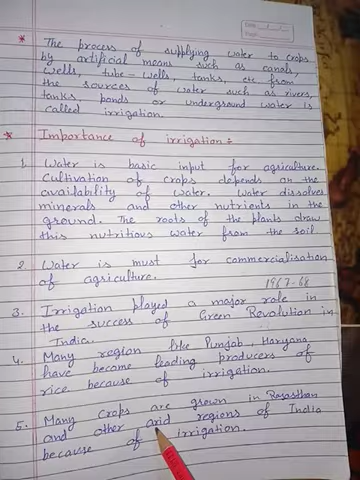 * The process of supplying water to crops
by artificial means such as canals,
wells, tube-wells, tanks, etc from
the sources of water such as rivers,
tanks, ponds or underground water is
called irrigation.
* Importance of irrigation:-
1. Water is basic input for agriculture.
Cultivation of crops depends on the
availability of water. Water dissolves
minerals and other nutrients in the
ground. The roots of the plants draw
this nutritious water from the soil.
2. Water is must for commercialisation
of agriculture.
1967-68
3. Irrigation played a major role in
the success of Green Revolution in
India.
4. Many region like Punjab, Haryana
have become leading producers of
rice because of irrigation.
5. Many crops are grown in Rajasthan
and other arid regions of India
because of irrigation.